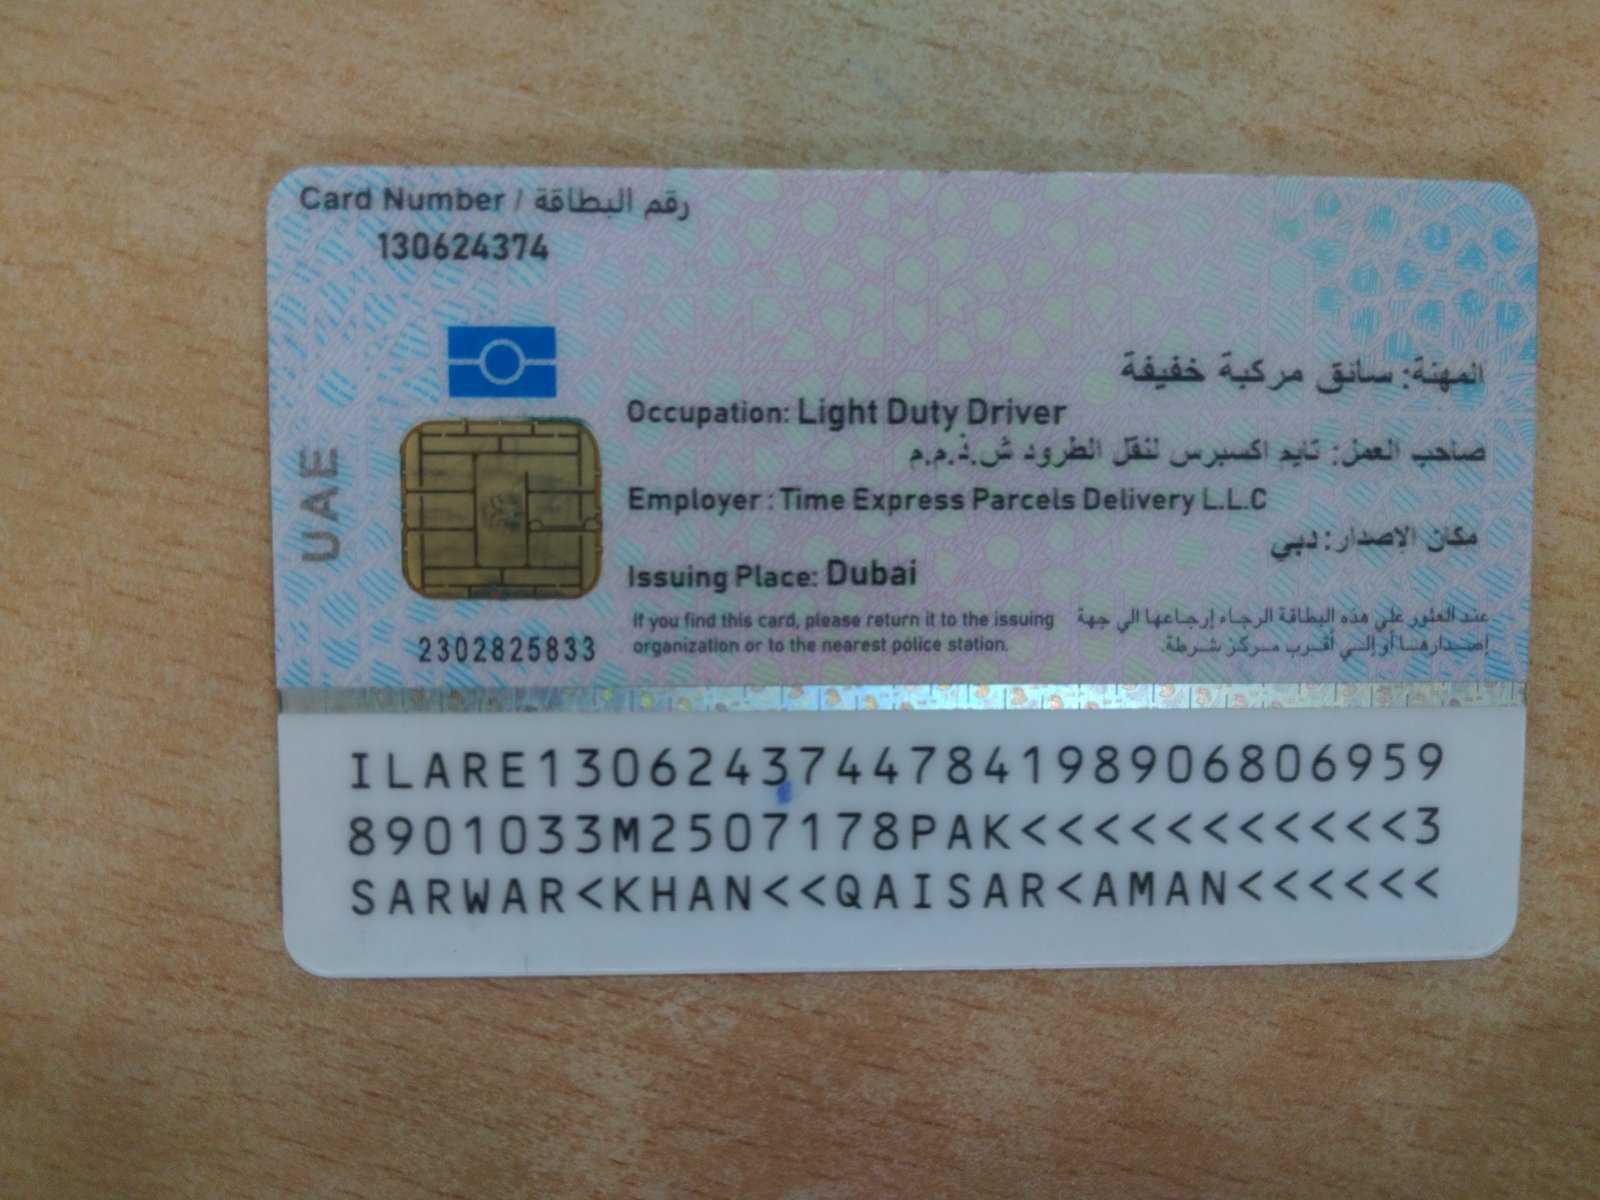 Card Number / رقم البطاقة
130624374
المهنة: سائق مركبة خفيفة
Occupation: Light Duty Driver
صاحب العمل: تايم اكسبرس لنقل الطرود ش.ذ.م.م
Employer : Time Express Parcels Delivery L.L.C
مكان الاصدار: دبي
Issuing Place: Dubai
UAE
If you find this card, please return it to the issuing
organization or to the nearest police station.
عند العثور علي هذه البطاقة الرجاء إرجاعها الي جهة
إصدارها أو إلى أقرب مركز شرطة.
2302825833
ILARE1306243744784198906806959
8901033M2507178PAK<<<<<<<<<<<3
SARWAR<KHAN<<QAISAR<AMAN<<<<<<